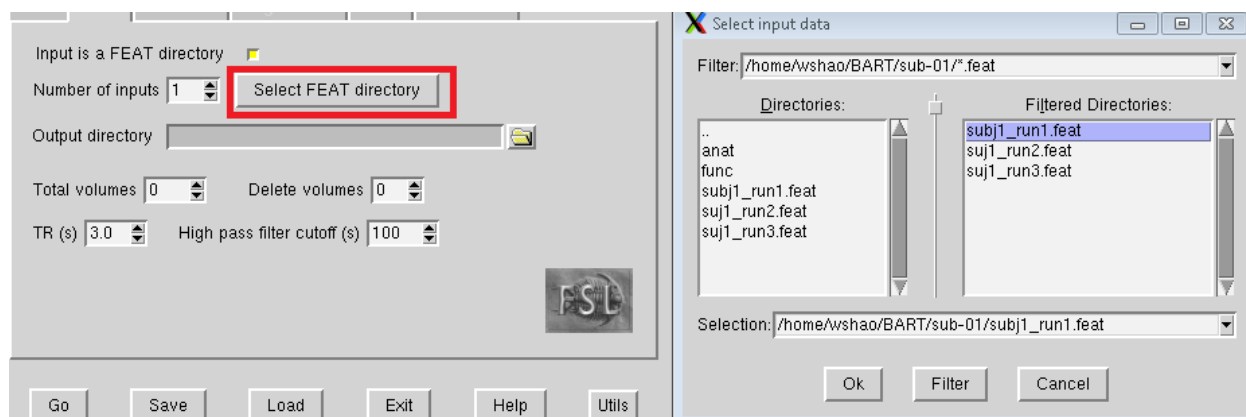 Input is a FEAT directory
Number of inputs 1 Select FEAT directory
Output directory
Total volumes 0 Delete volumes 0
TR (s) 3.0 High pass filter cutoff (s) 100
FSL
Go Save Load Exit Help Utils
Select input data
Filter: /home/wshao/BART/sub-01/*.feat
Directories:
..
anat
func
subj1_run1.feat
suj1_run2.feat
suj1_run3.feat
Filtered Directories:
subj1_run1.feat
suj1_run2.feat
suj1_run3.feat
Selection: /home/wshao/BART/sub-01/subj1_run1.feat
Ok Filter Cancel